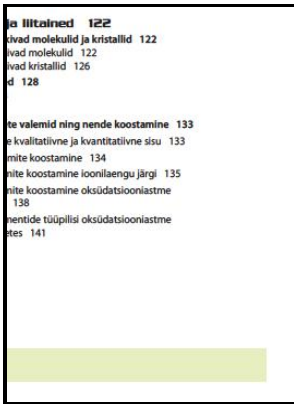 ja liitained 122
kivad molekulid ja kristallid 122
ivad molekulid 122
ivad kristallid 126
d 128
te valemid ning nende koostamine 133
e kvalitatiivne ja kvantitatiivne sisu 133
mite koostamine 134
mite koostamine ioonilaengu järgi 135
mite koostamine oksüdatsiooniastme
138
mentide tüüpilisi oksüdatsiooniastme
etes 141